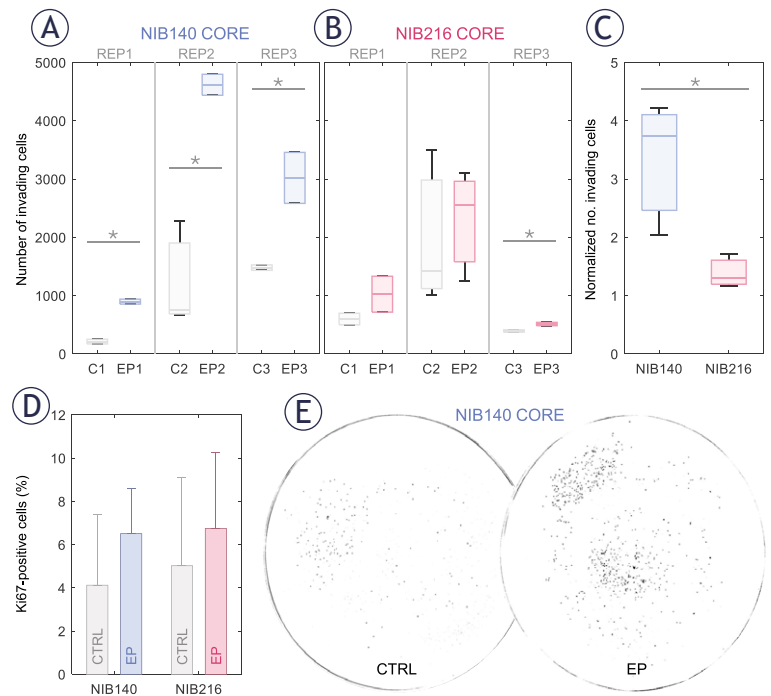 A
NIB140 CORE
B
NIB216 CORE
C
REP1
REP2
REP3
REP1
REP2
REP3
Number of invading cells
5000
4000
3000
2000
1000
0
*
*
*
*
C1
EP1
C2
EP2
C3
EP3
C1
EP1
C2
EP2
C3
EP3
Normalized no. invading cells
5
4
3
2
1
0
*
NIB140
NIB216
D
Ki67-positive cells (%)
12
10
8
6
4
2
0
CTRL
EP
CTRL
EP
NIB140
NIB216
E
NIB140 CORE
CTRL
EP